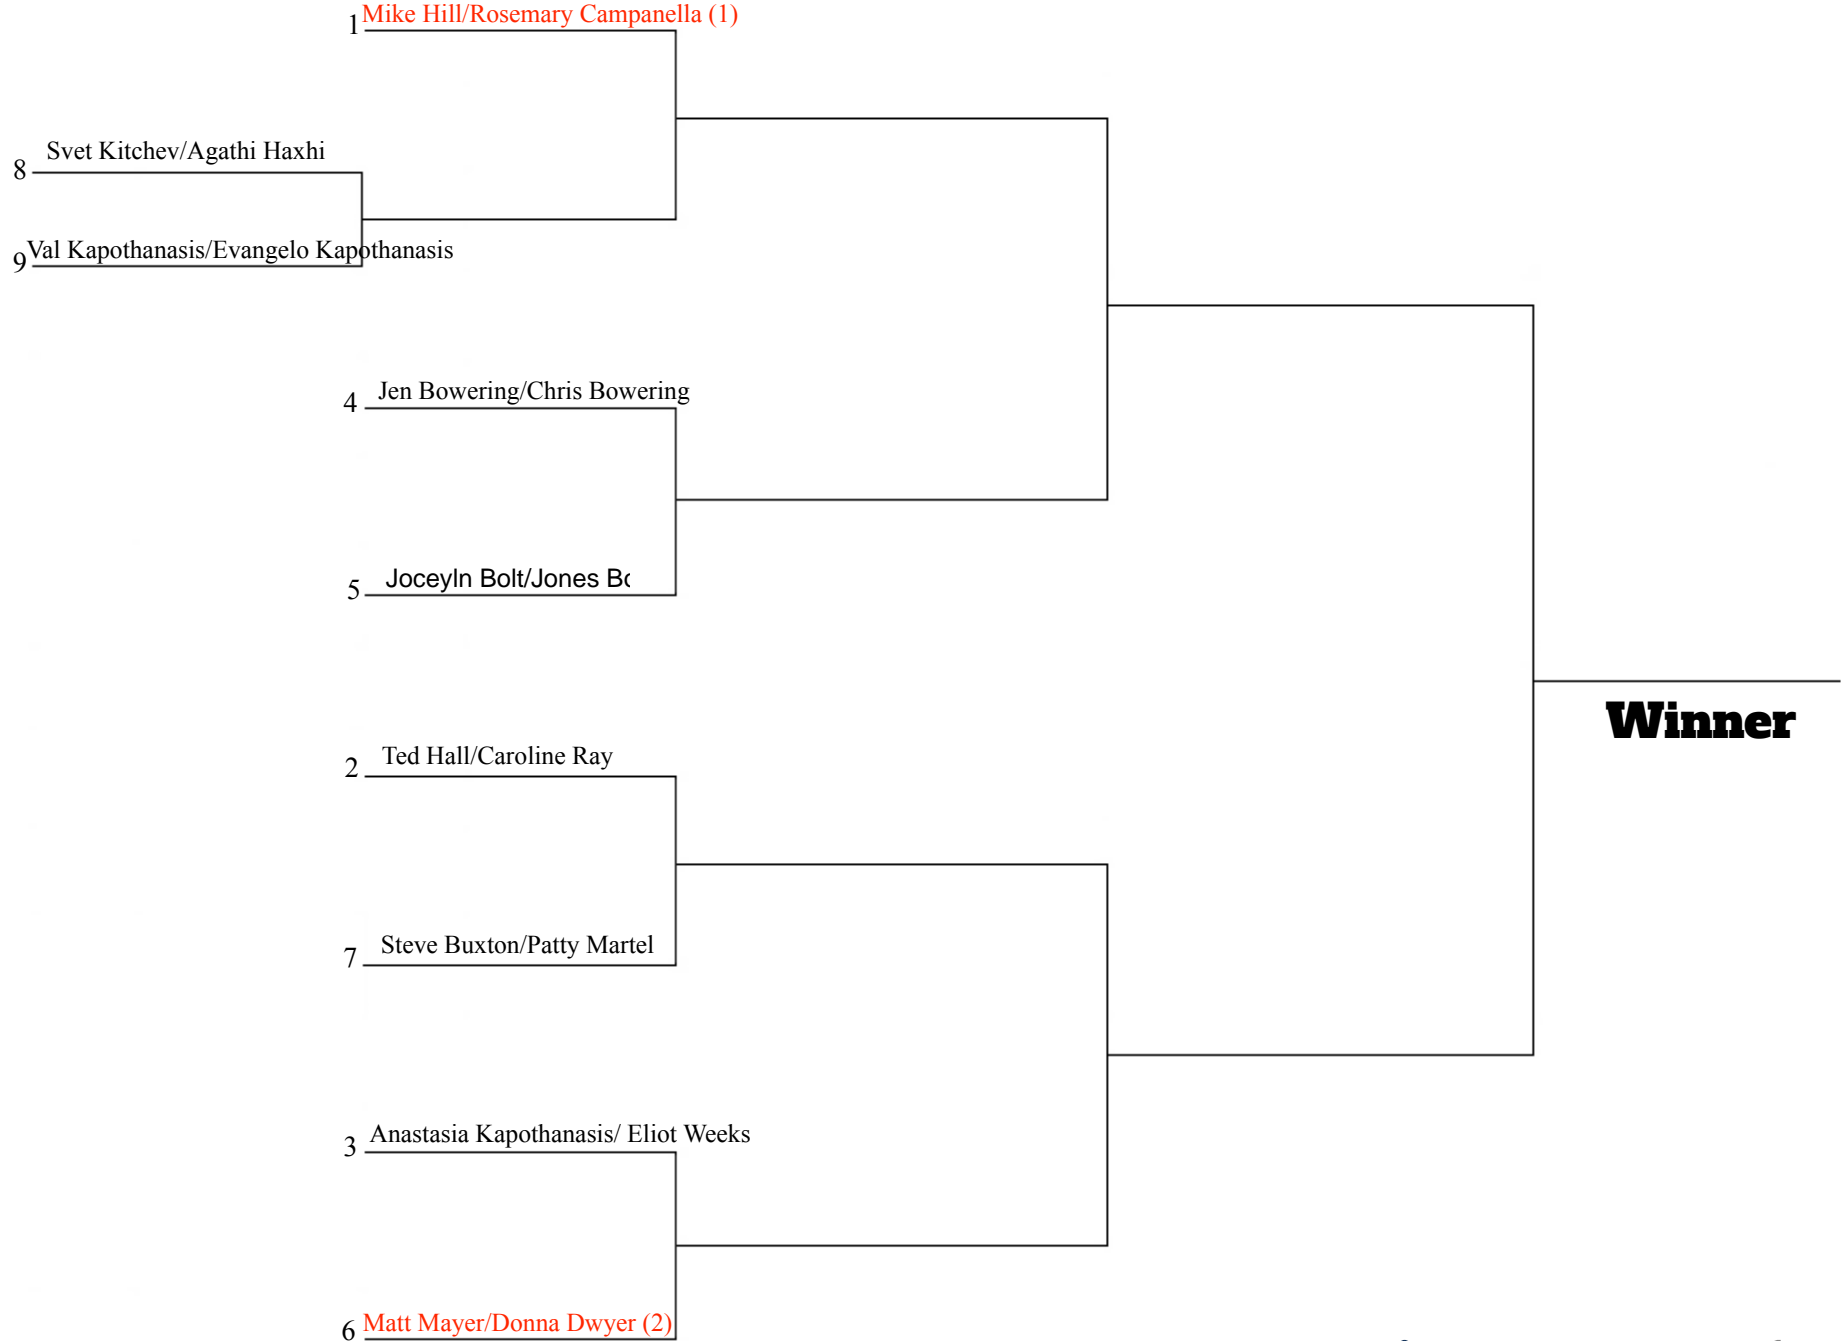 1 Mike Hill/Rosemary Campanella (1)
8 Svet Kitchev/Agathi Haxhi
9 Val Kapothanasis/Evangelo Kapothanasis
4 Jen Bowering/Chris Bowering
5 Joceyln Bolt/Jones
Winner
2 Ted Hall/Caroline Ray
7 Steve Buxton/Patty Martel
3 Anastasia Kapothanasis/ Eliot Weeks
6 Matt Mayer/Donna Dwyer (2)